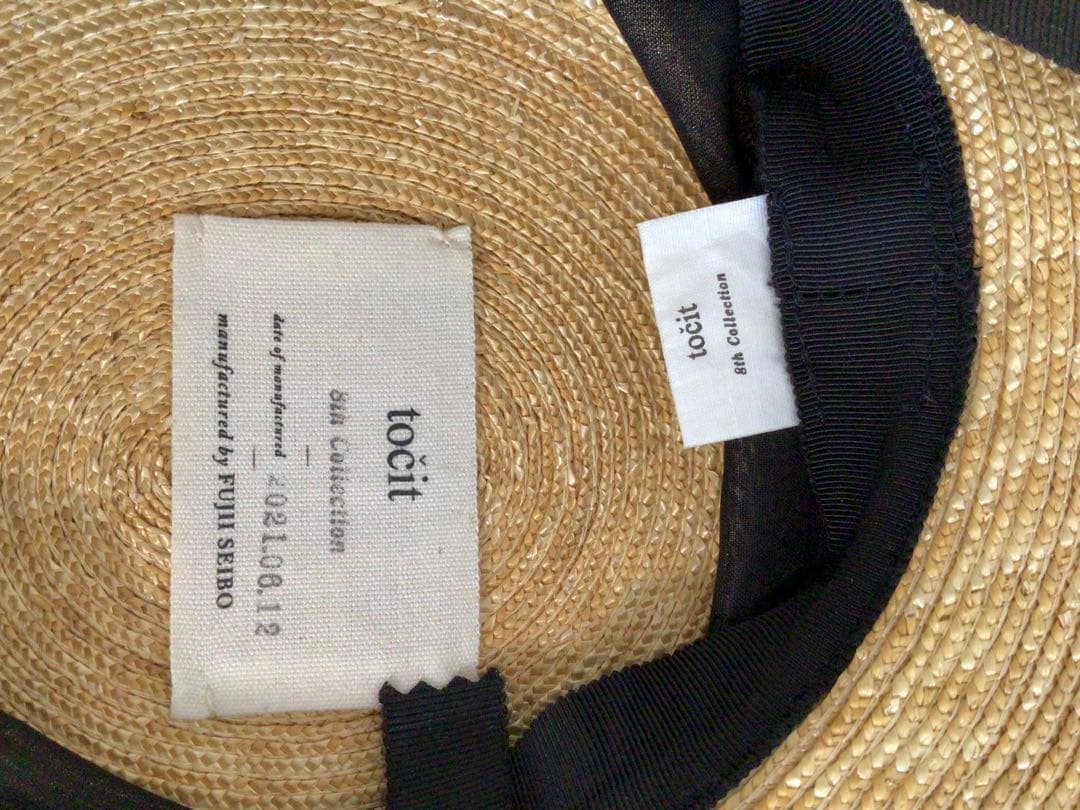 točit
8th Collection
date of manufactured 2021.06.12
manufactured by FUJII SEIBO
točit
8th Collection